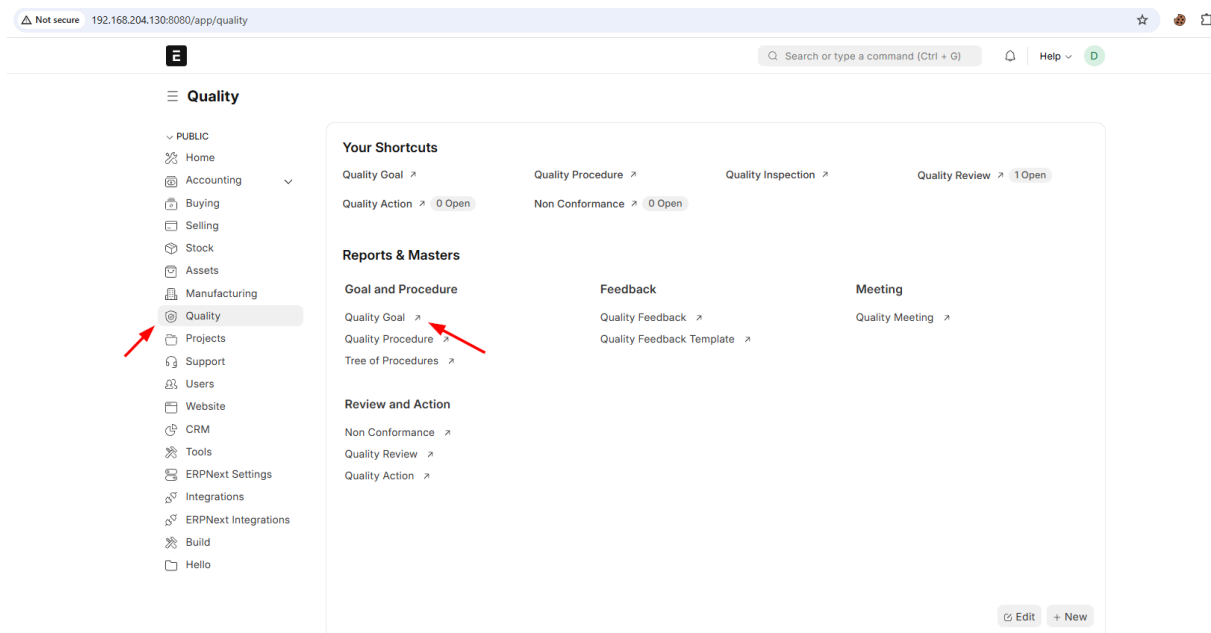 Not secure 192.168.204.130:8080/app/quality
E
Search or type a command (Ctrl + G)
Help
D
Quality
PUBLIC
Home
Accounting
Buying
Selling
Stock
Assets
Manufacturing
Quality
Projects
Support
Users
Website
CRM
Tools
ERPNext Settings
Integrations
ERPNext Integrations
Build
Hello
Your Shortcuts
Quality Goal Quality Procedure Quality Inspection Quality Review 1 Open
Quality Action 0 Open Non Conformance 0 Open
Reports & Masters
Goal and Procedure
Quality Goal
Quality Procedure
Tree of Procedures
Feedback
Quality Feedback
Quality Feedback Template
Meeting
Quality Meeting
Review and Action
Non Conformance
Quality Review
Quality Action
Edit + New